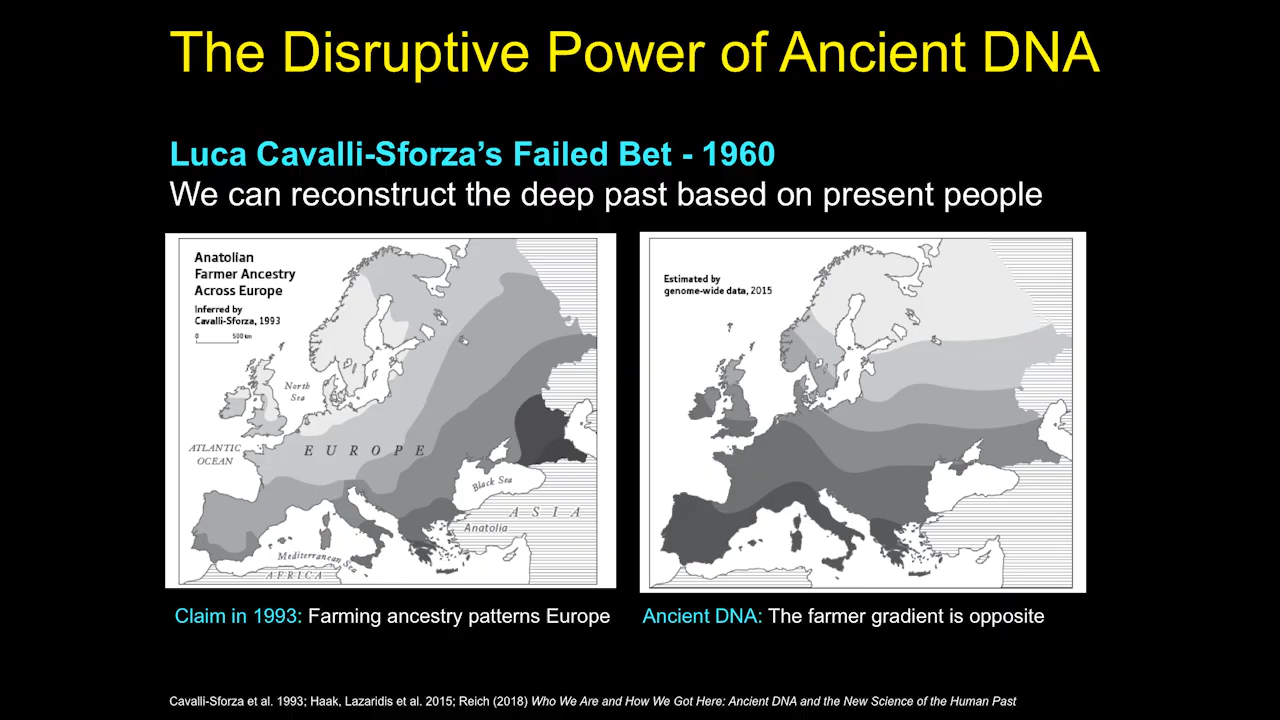 The Disruptive Power of Ancient DNA
Luca Cavalli-Sforza's Failed Bet - 1960
We can reconstruct the deep past based on present people
Anatolian
Farmer Ancestry
Across Europe
Inferred by
Cavalli-Sforza, 1993
0 500 km
North
Sea
ATLANTIC
OCEAN
EUROPE
Black Sea
ASIA
Anatolia
Mediterranean Sea
AFRICA
Estimated by
genome-wide data, 2015
Claim in 1993: Farming ancestry patterns Europe
Ancient DNA: The farmer gradient is opposite
Cavalli-Sforza et al. 1993; Haak, Lazaridis et al. 2015; Reich (2018) Who We Are and How We Got Here: Ancient DNA and the New Science of the Human Past